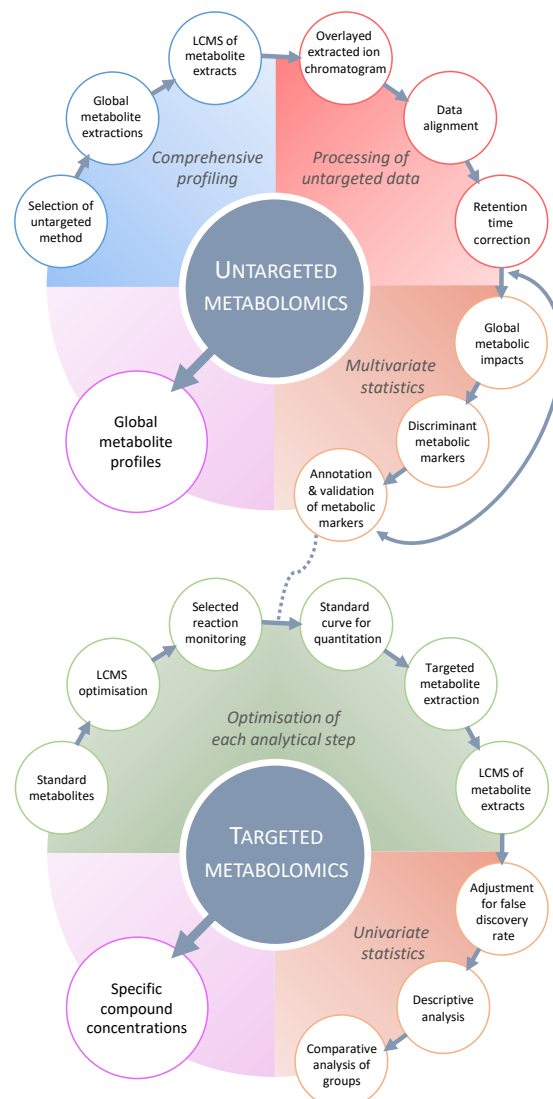 LCMS of
metabolite
extracts
Overlayed
extracted ion
chromatogram
Global
metabolite
extractions
Data
alignment
Comprehensive
profiling
Processing of
untargeted data
Selection of
untargeted
method
Retention
time
correction
UNTARGETED
METABOLOMICS
Global
metabolic
impacts
Multivariate
statistics
Global
metabolite
profiles
Discriminant
metabolic
markers
Annotation
& validation
of metabolic
markers
Selected
reaction
monitoring
Standard
curve for
quantitation
LCMS
optimisation
Targeted
metabolite
extraction
Optimisation of
each analytical step
Standard
metabolites
LCMS of
metabolite
extracts
TARGETED
METABOLOMICS
Adjustment
for false
discovery
rate
Univariate
statistics
Specific
compound
concentrations
Descriptive
analysis
Comparative
analysis of
groups